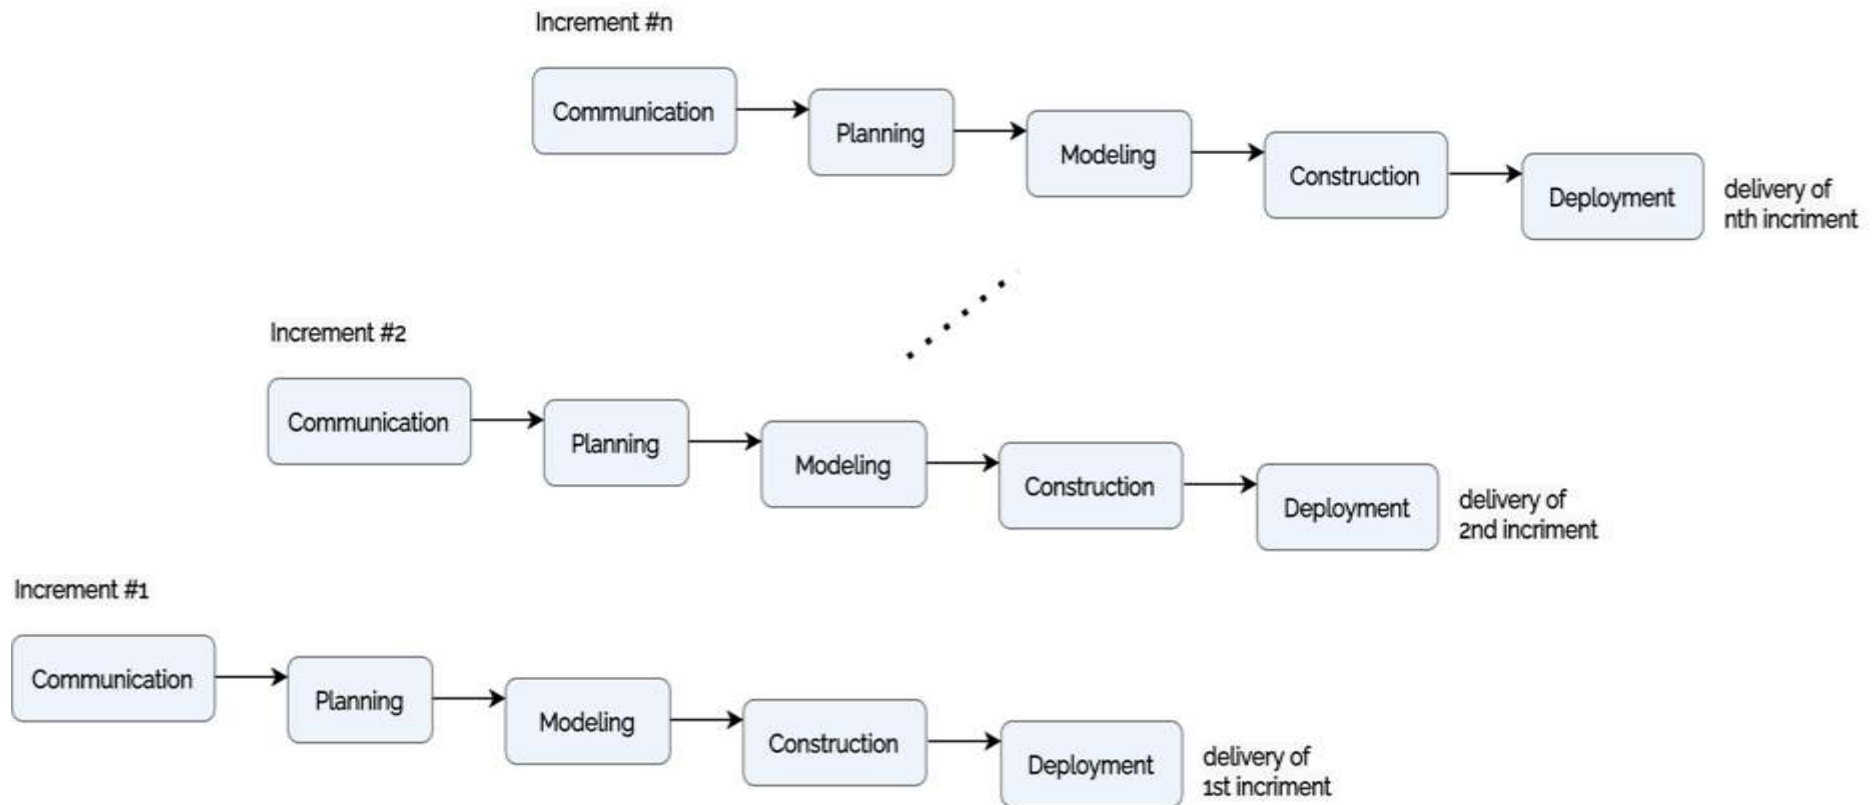 Increment #n
Communication
Planning
Modeling
Construction
Deployment
delivery of
nth incriment
Increment #2
Communication
Planning
Modeling
Construction
Deployment
delivery of
2nd incriment
Increment #1
Communication
Planning
Modeling
Construction
Deployment
delivery of
1st incriment